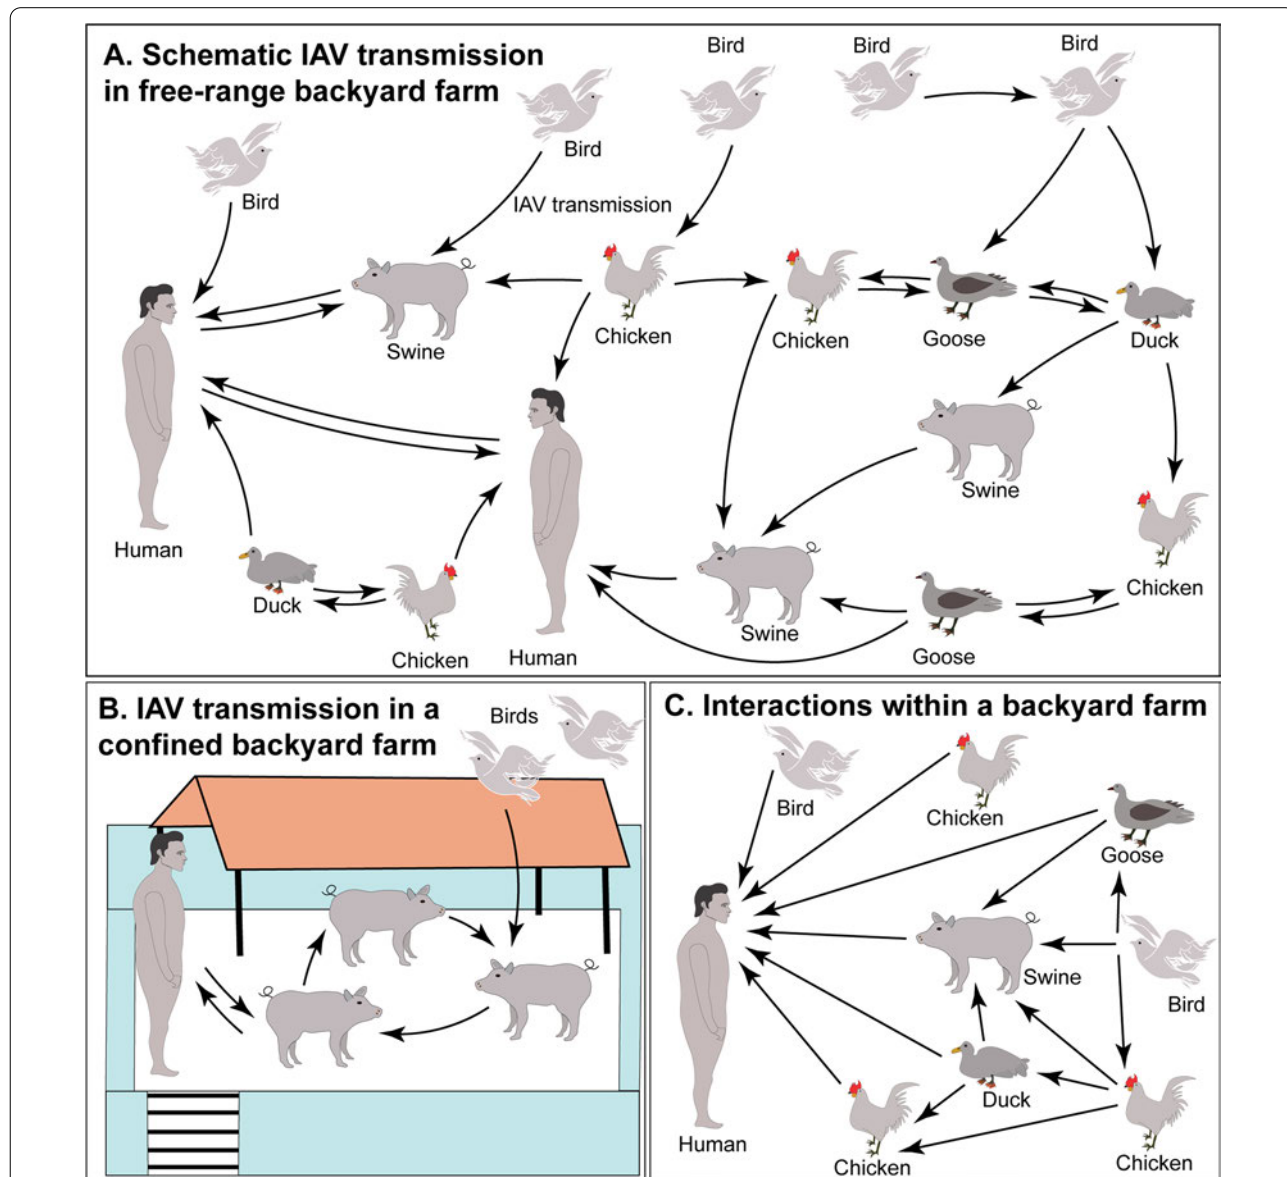 A. Schematic IAV transmission
in free-range backyard farm
Bird
Bird
Bird
Bird
Bird
IAV transmission
Swine
Chicken
Chicken
Goose
Duck
Swine
Human
Duck
Chicken
Human
Swine
Goose
Chicken
B. IAV transmission in a
confined backyard farm
Birds
C. Interactions within a backyard farm
Bird
Chicken
Goose
Swine
Bird
Duck
Human
Chicken
Chicken